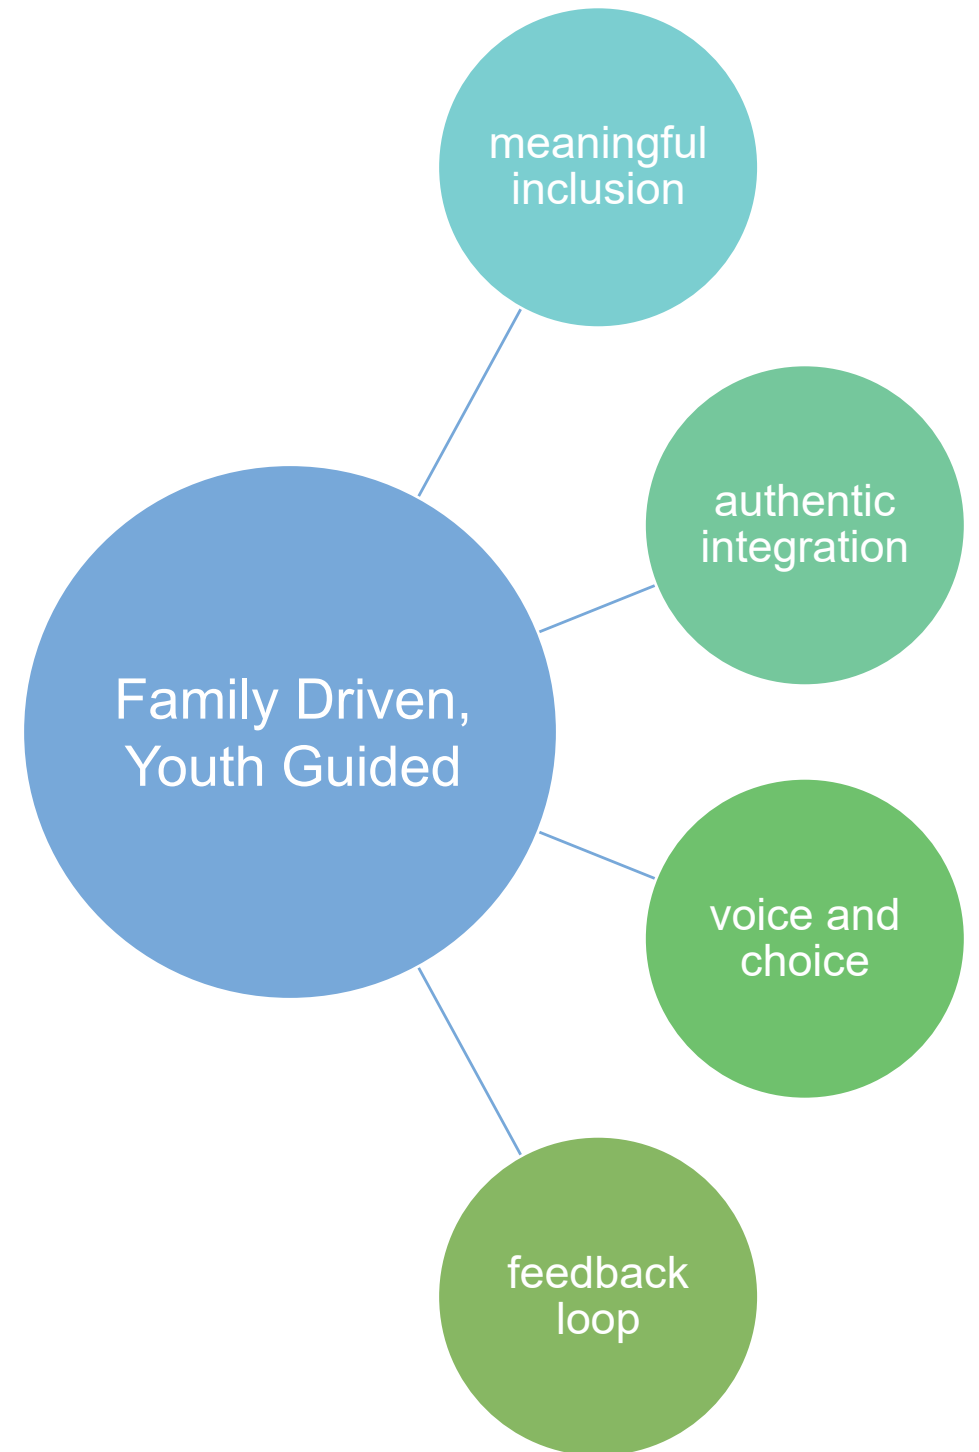 meaningful
inclusion
authentic
integration
Family Driven,
Youth Guided
voice and
choice
feedback
loop